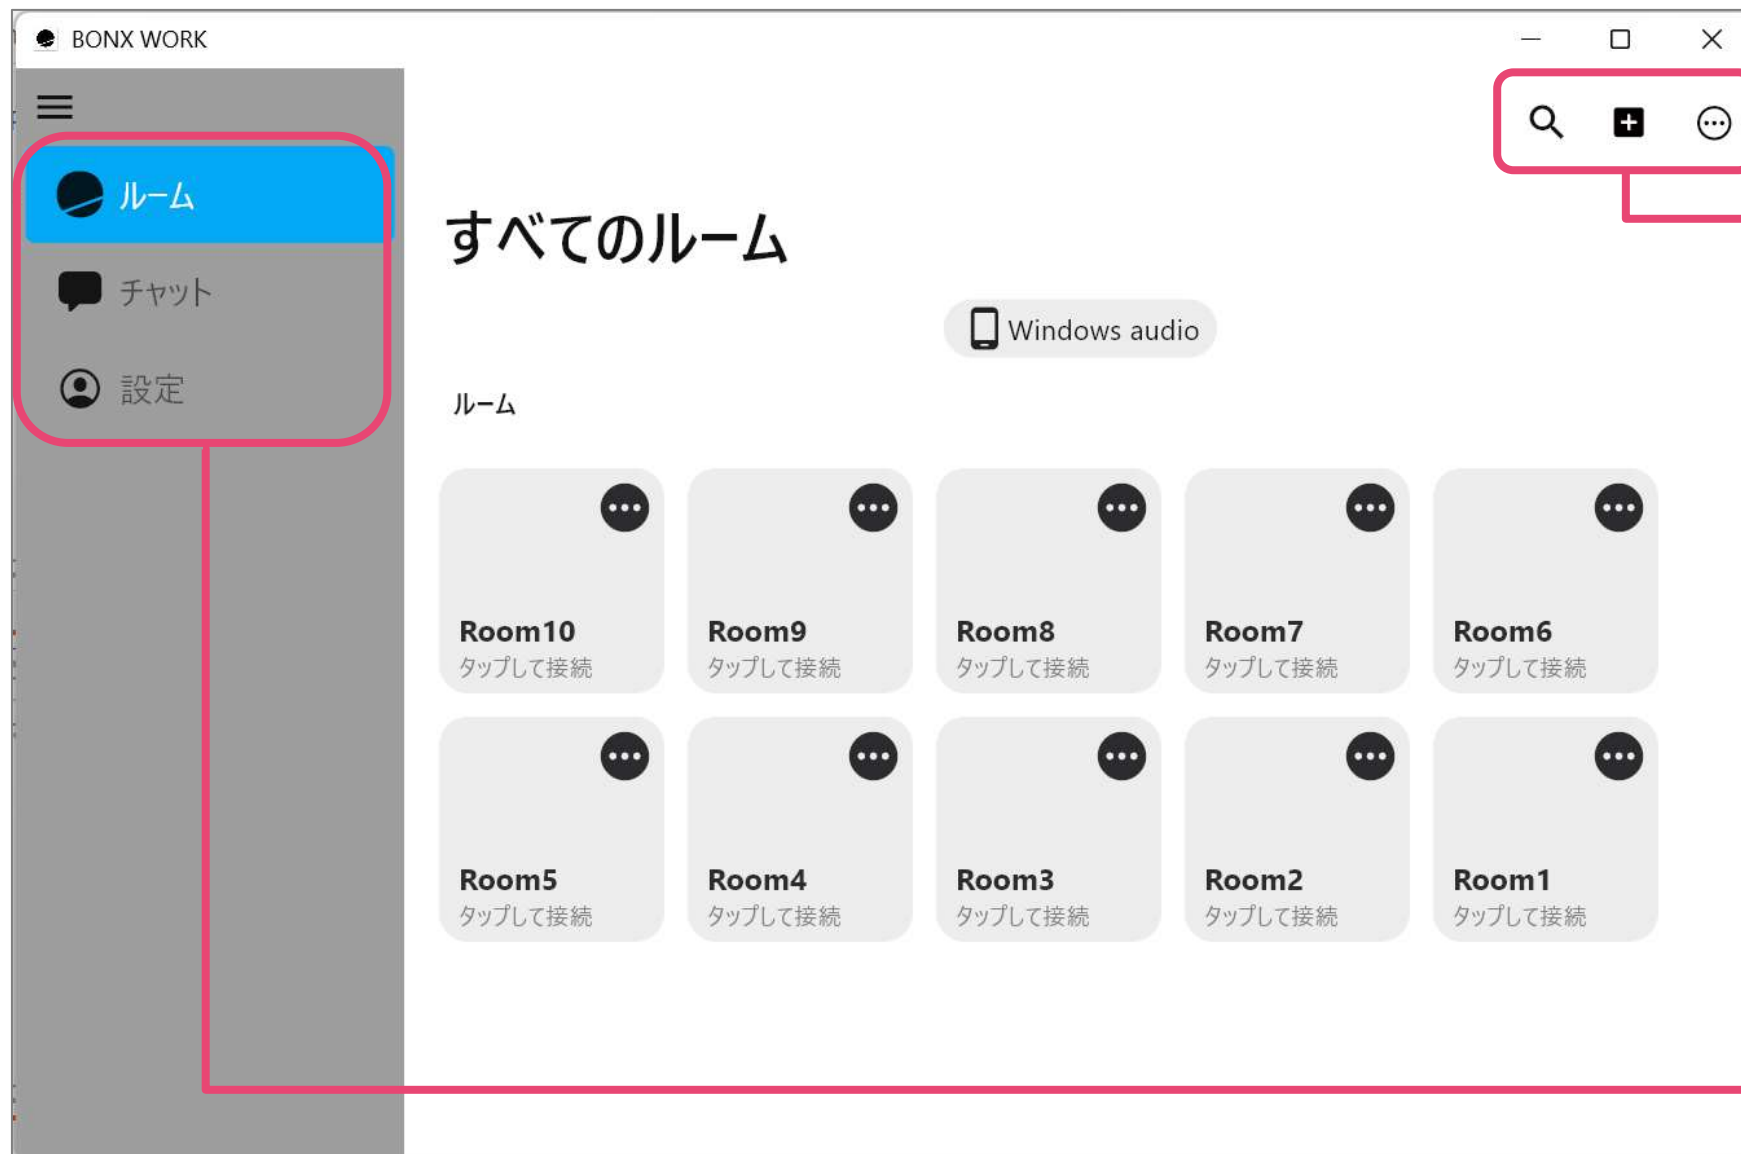 BONX WORK
ルーム
チャット
設定
すべてのルーム
Windows audio
ルーム
Room10
タップして接続
Room9
タップして接続
Room8
タップして接続
Room7
タップして接続
Room6
タップして接続
Room5
タップして接続
Room4
タップして接続
Room3
タップして接続
Room2
タップして接続
Room1
タップして接続